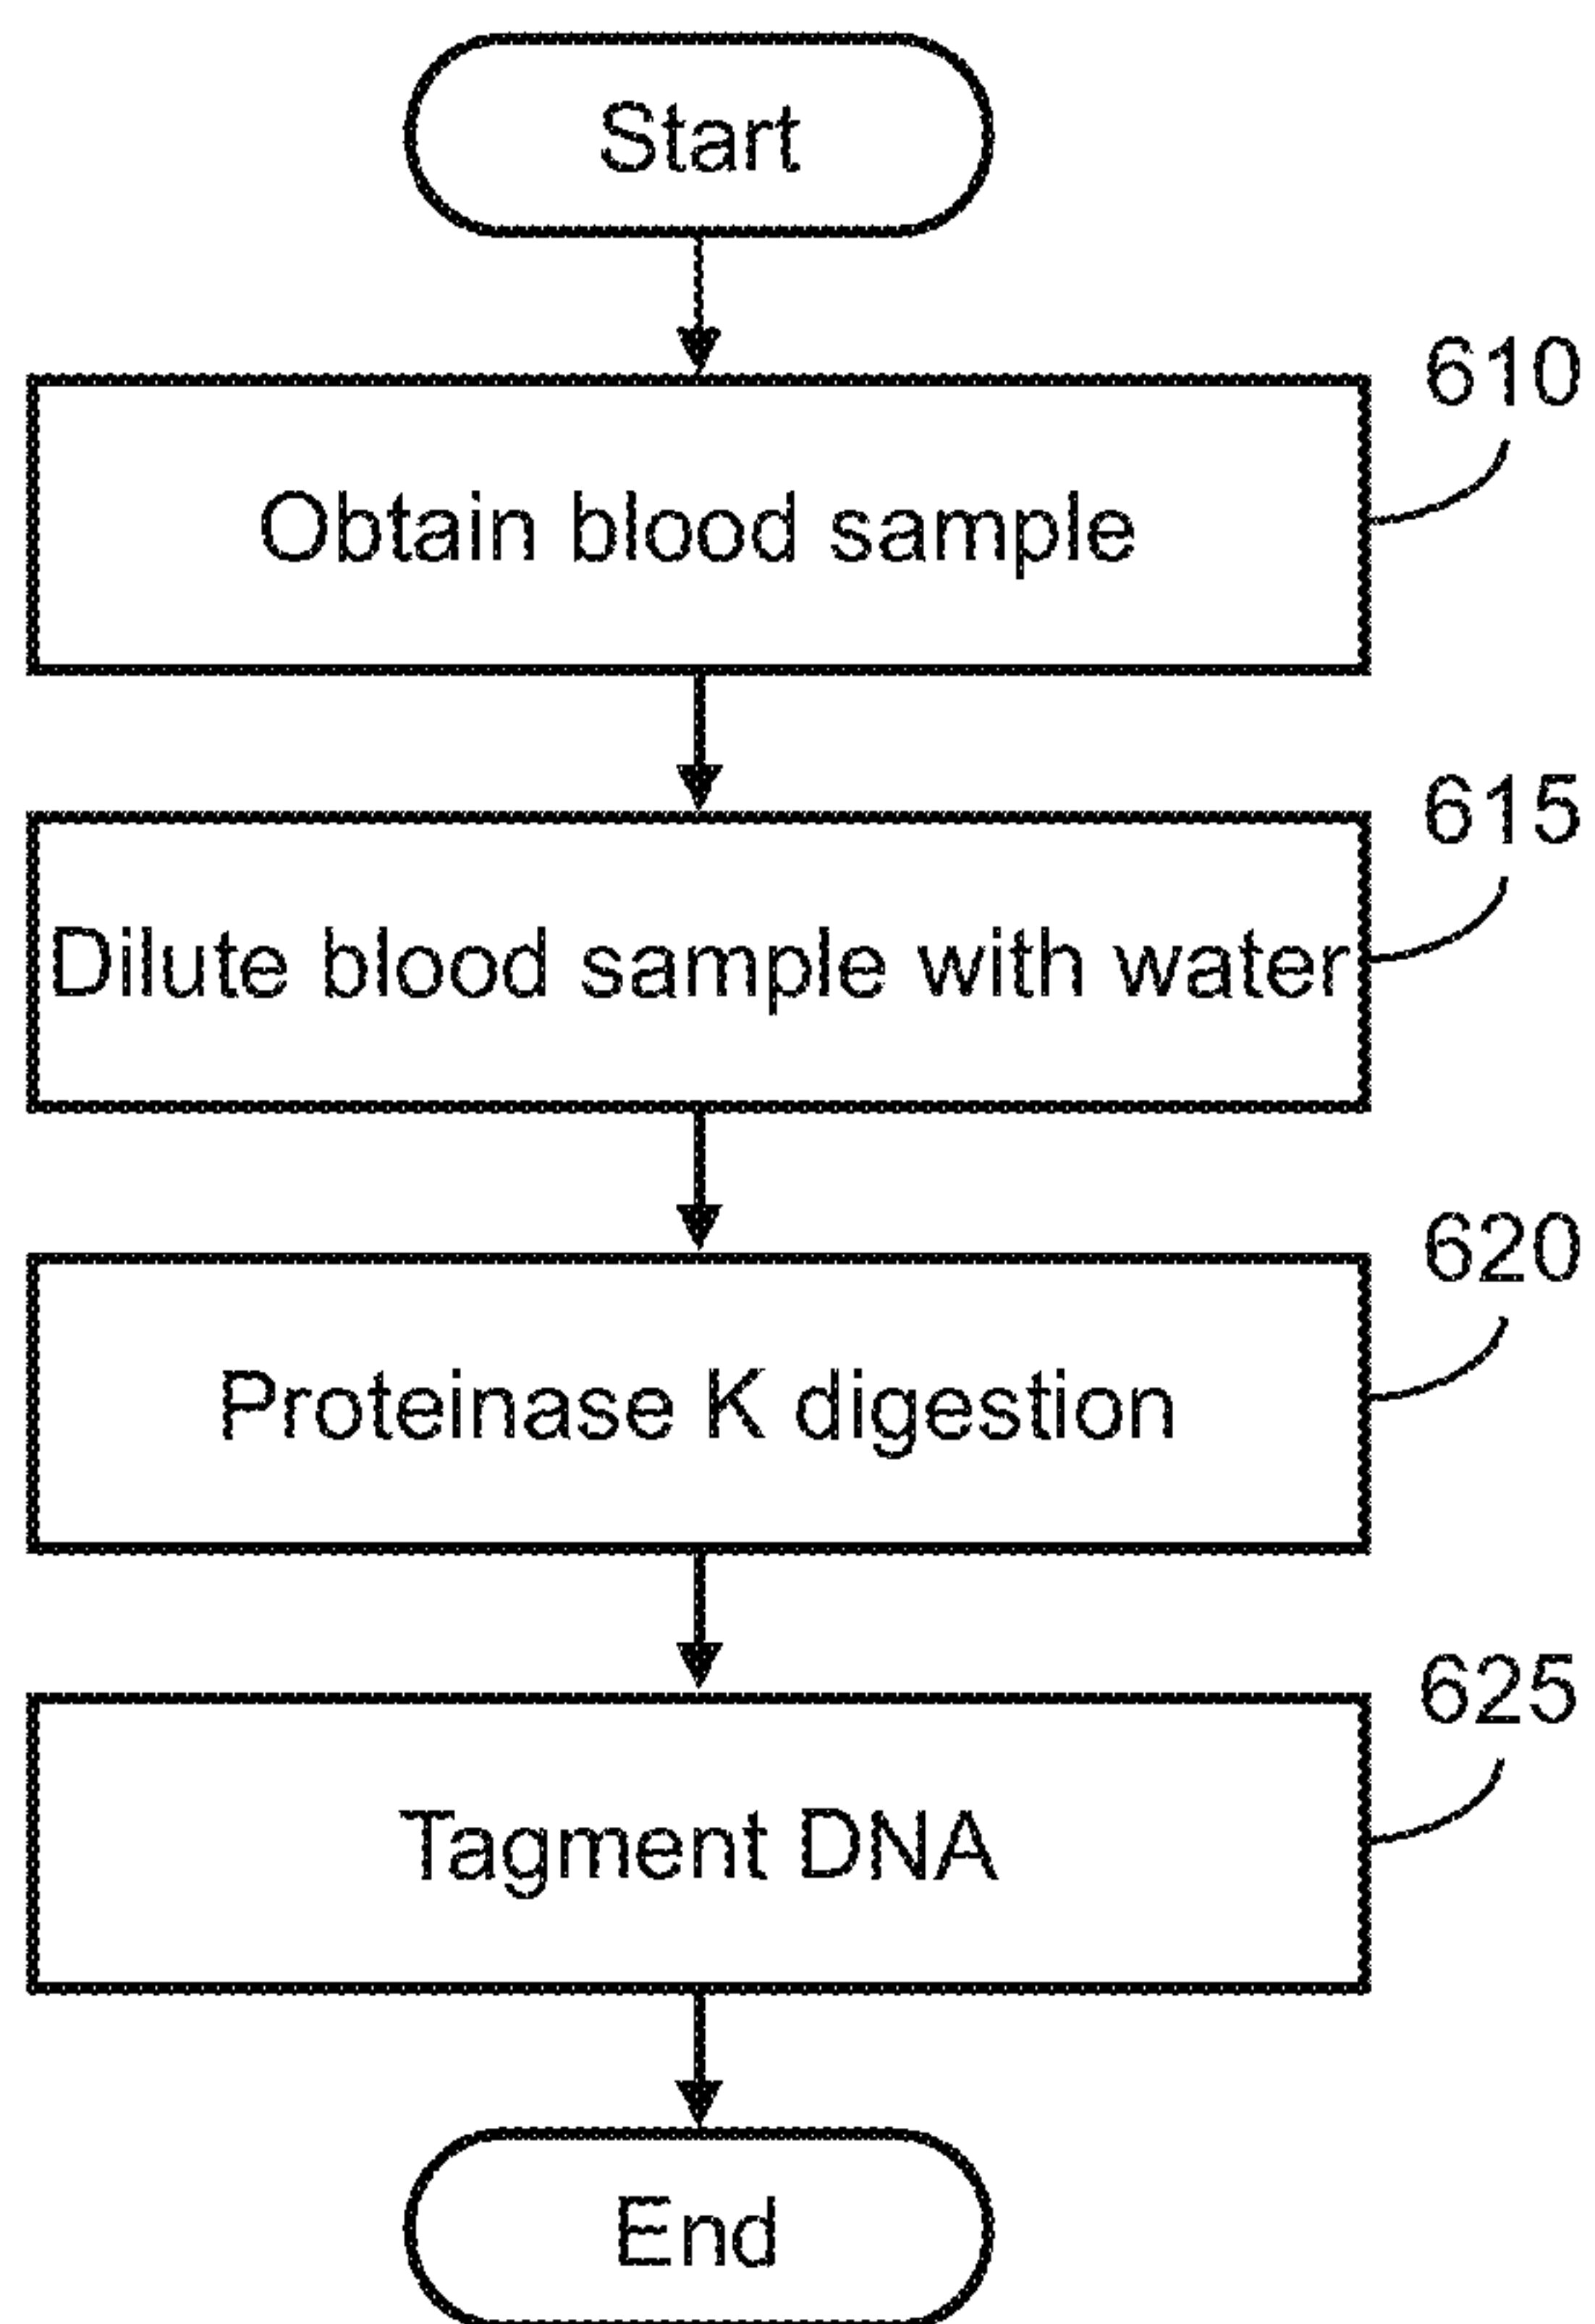 Start
610
Obtain blood sample
615
Dilute blood sample with water
620
Proteinase K digestion
625
Tagment DNA
End